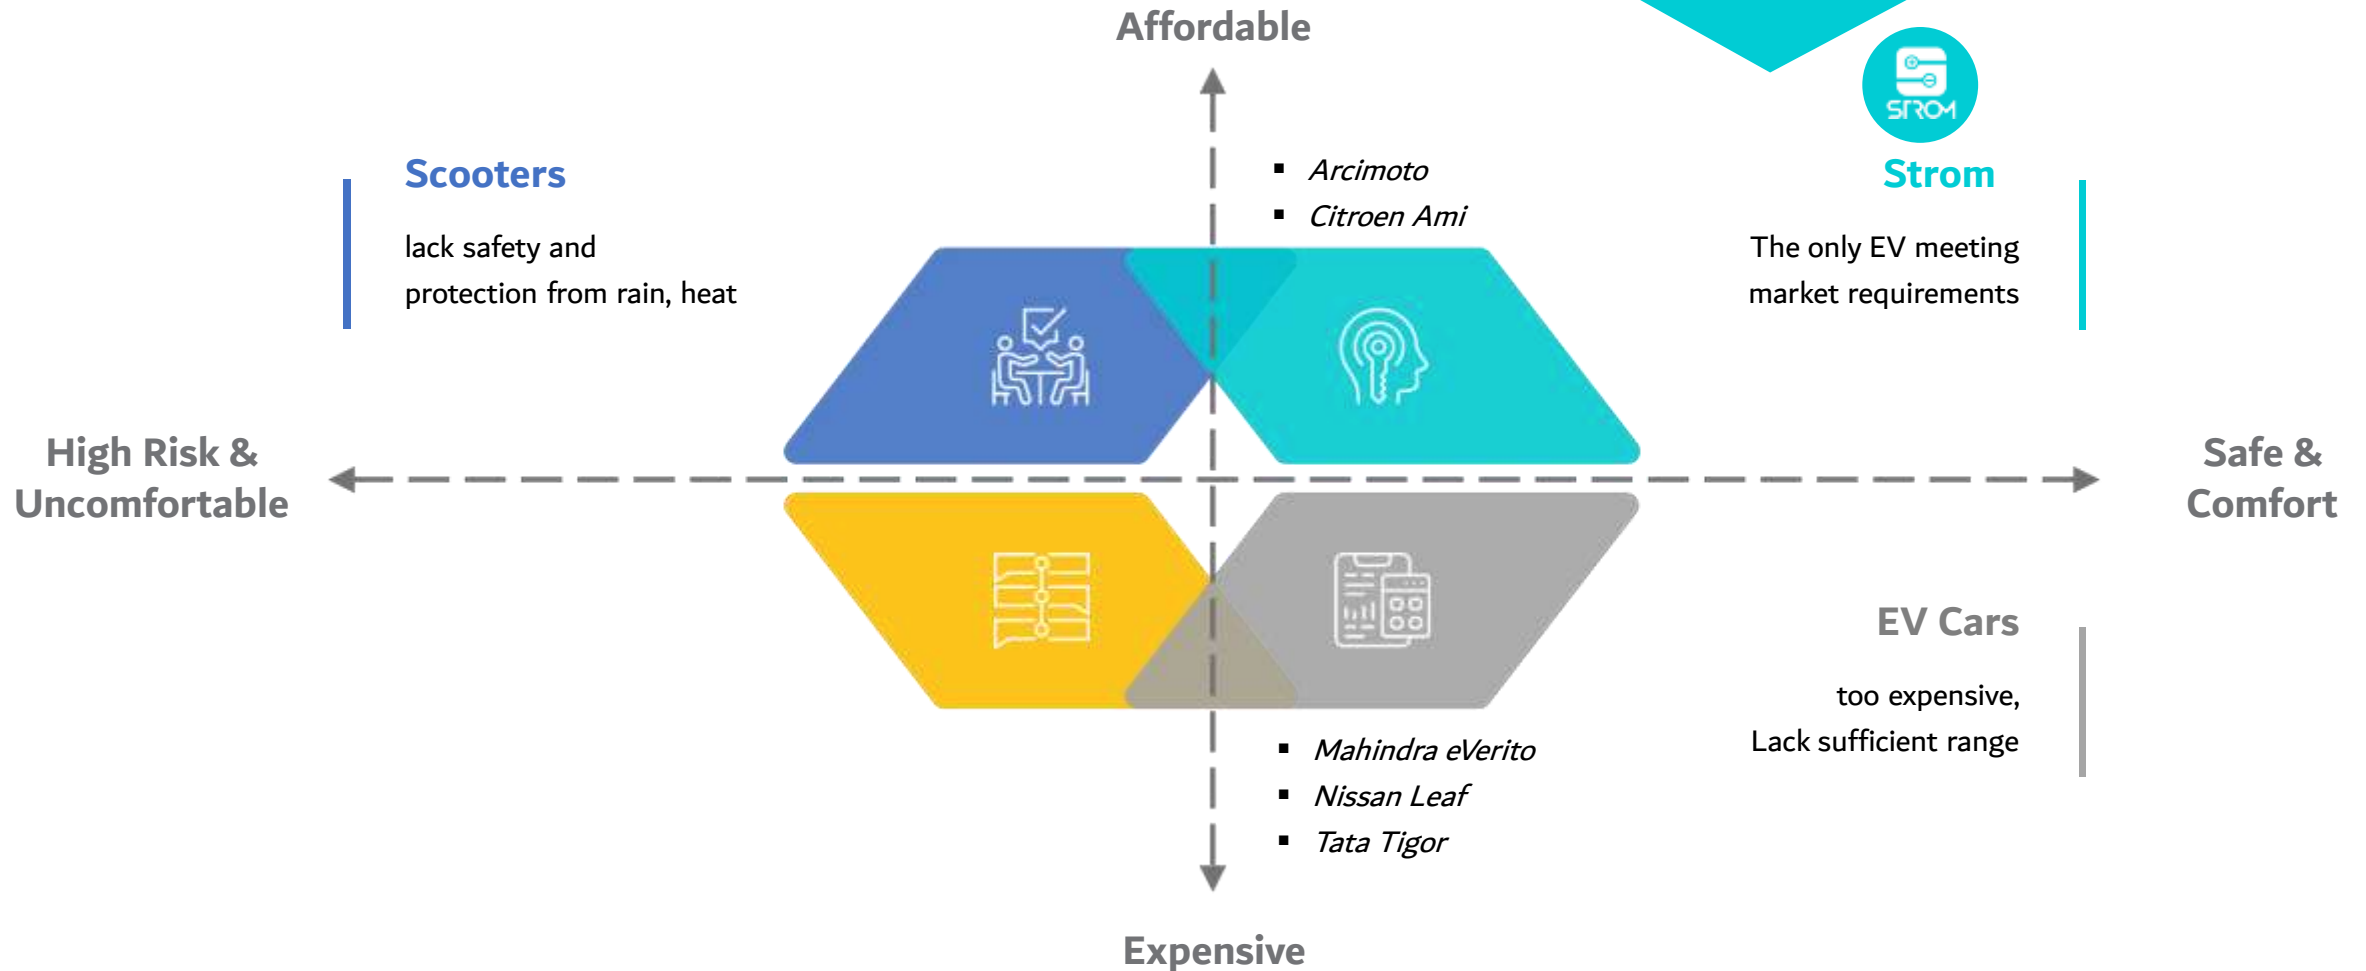 Affordable
STROM
Scooters
lack safety and
protection from rain, heat
▪ Arcimoto
▪ Citroen Ami
Strom
The only EV meeting
market requirements
High Risk &
Uncomfortable
Safe &
Comfort
EV Cars
too expensive,
Lack sufficient range
▪ Mahindra eVerito
▪ Nissan Leaf
▪ Tata Tigor
Expensive